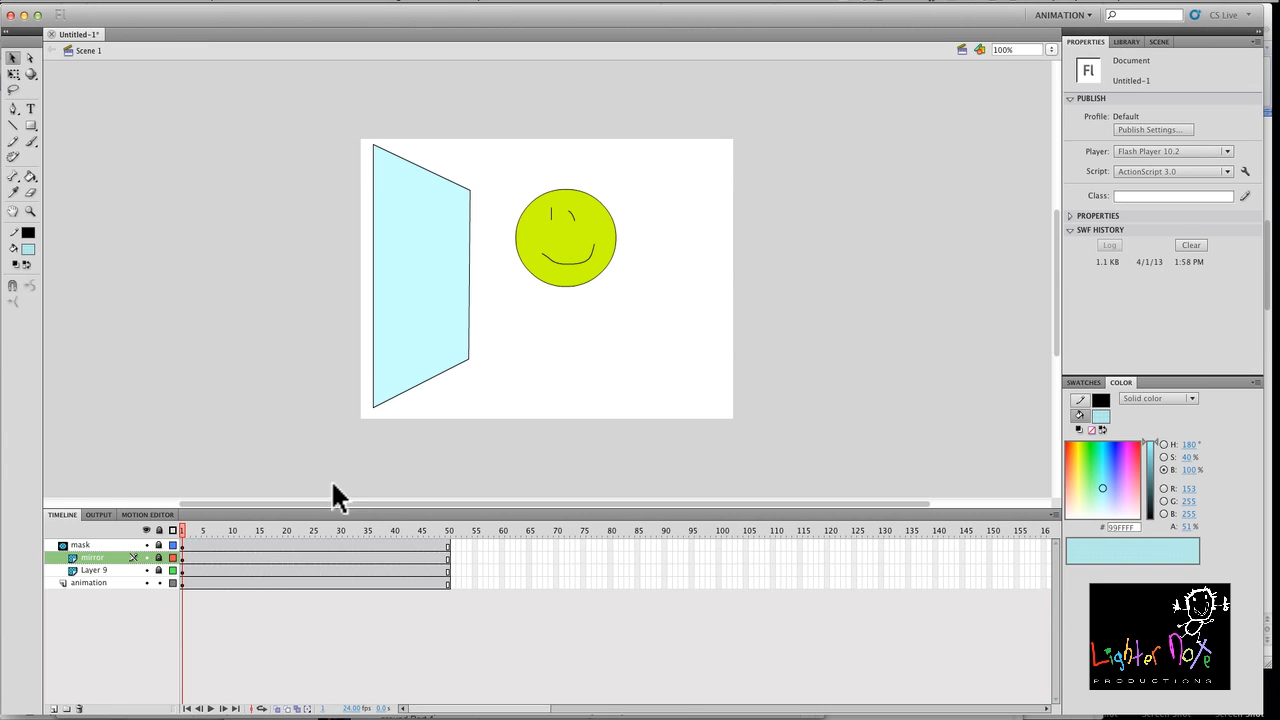 Fl
ANIMATION
CS Live
Untitled-1*
Scene 1
100%
PROPERTIES LIBRARY SCENE
Fl
Document
Untitled-1
PUBLISH
Profile: Default
Publish Settings...
Player: Flash Player 10.2
Script: ActionScript 3.0
Class:
PROPERTIES
SWF HISTORY
Log Clear
1.1 KB 4/1/13 1:58 PM
T
SWATCHES COLOR
Solid color
H: 180 °
S: 40 %
B: 100 %
R: 153
G: 255
B: 255
# 99FFFF
A: 51 %
TIMELINE OUTPUT MOTION EDITOR
1 5 10 15 20 25 30 35 40 45 50 55 60 65 70 75 80 85 90 95 100 105 110 115 120 125 130 135 140 145 150 155 16
mask
mirror
Layer 9
animation
1 24.00 fps 0.0 s
Lighter Note
PRODUCTIONS